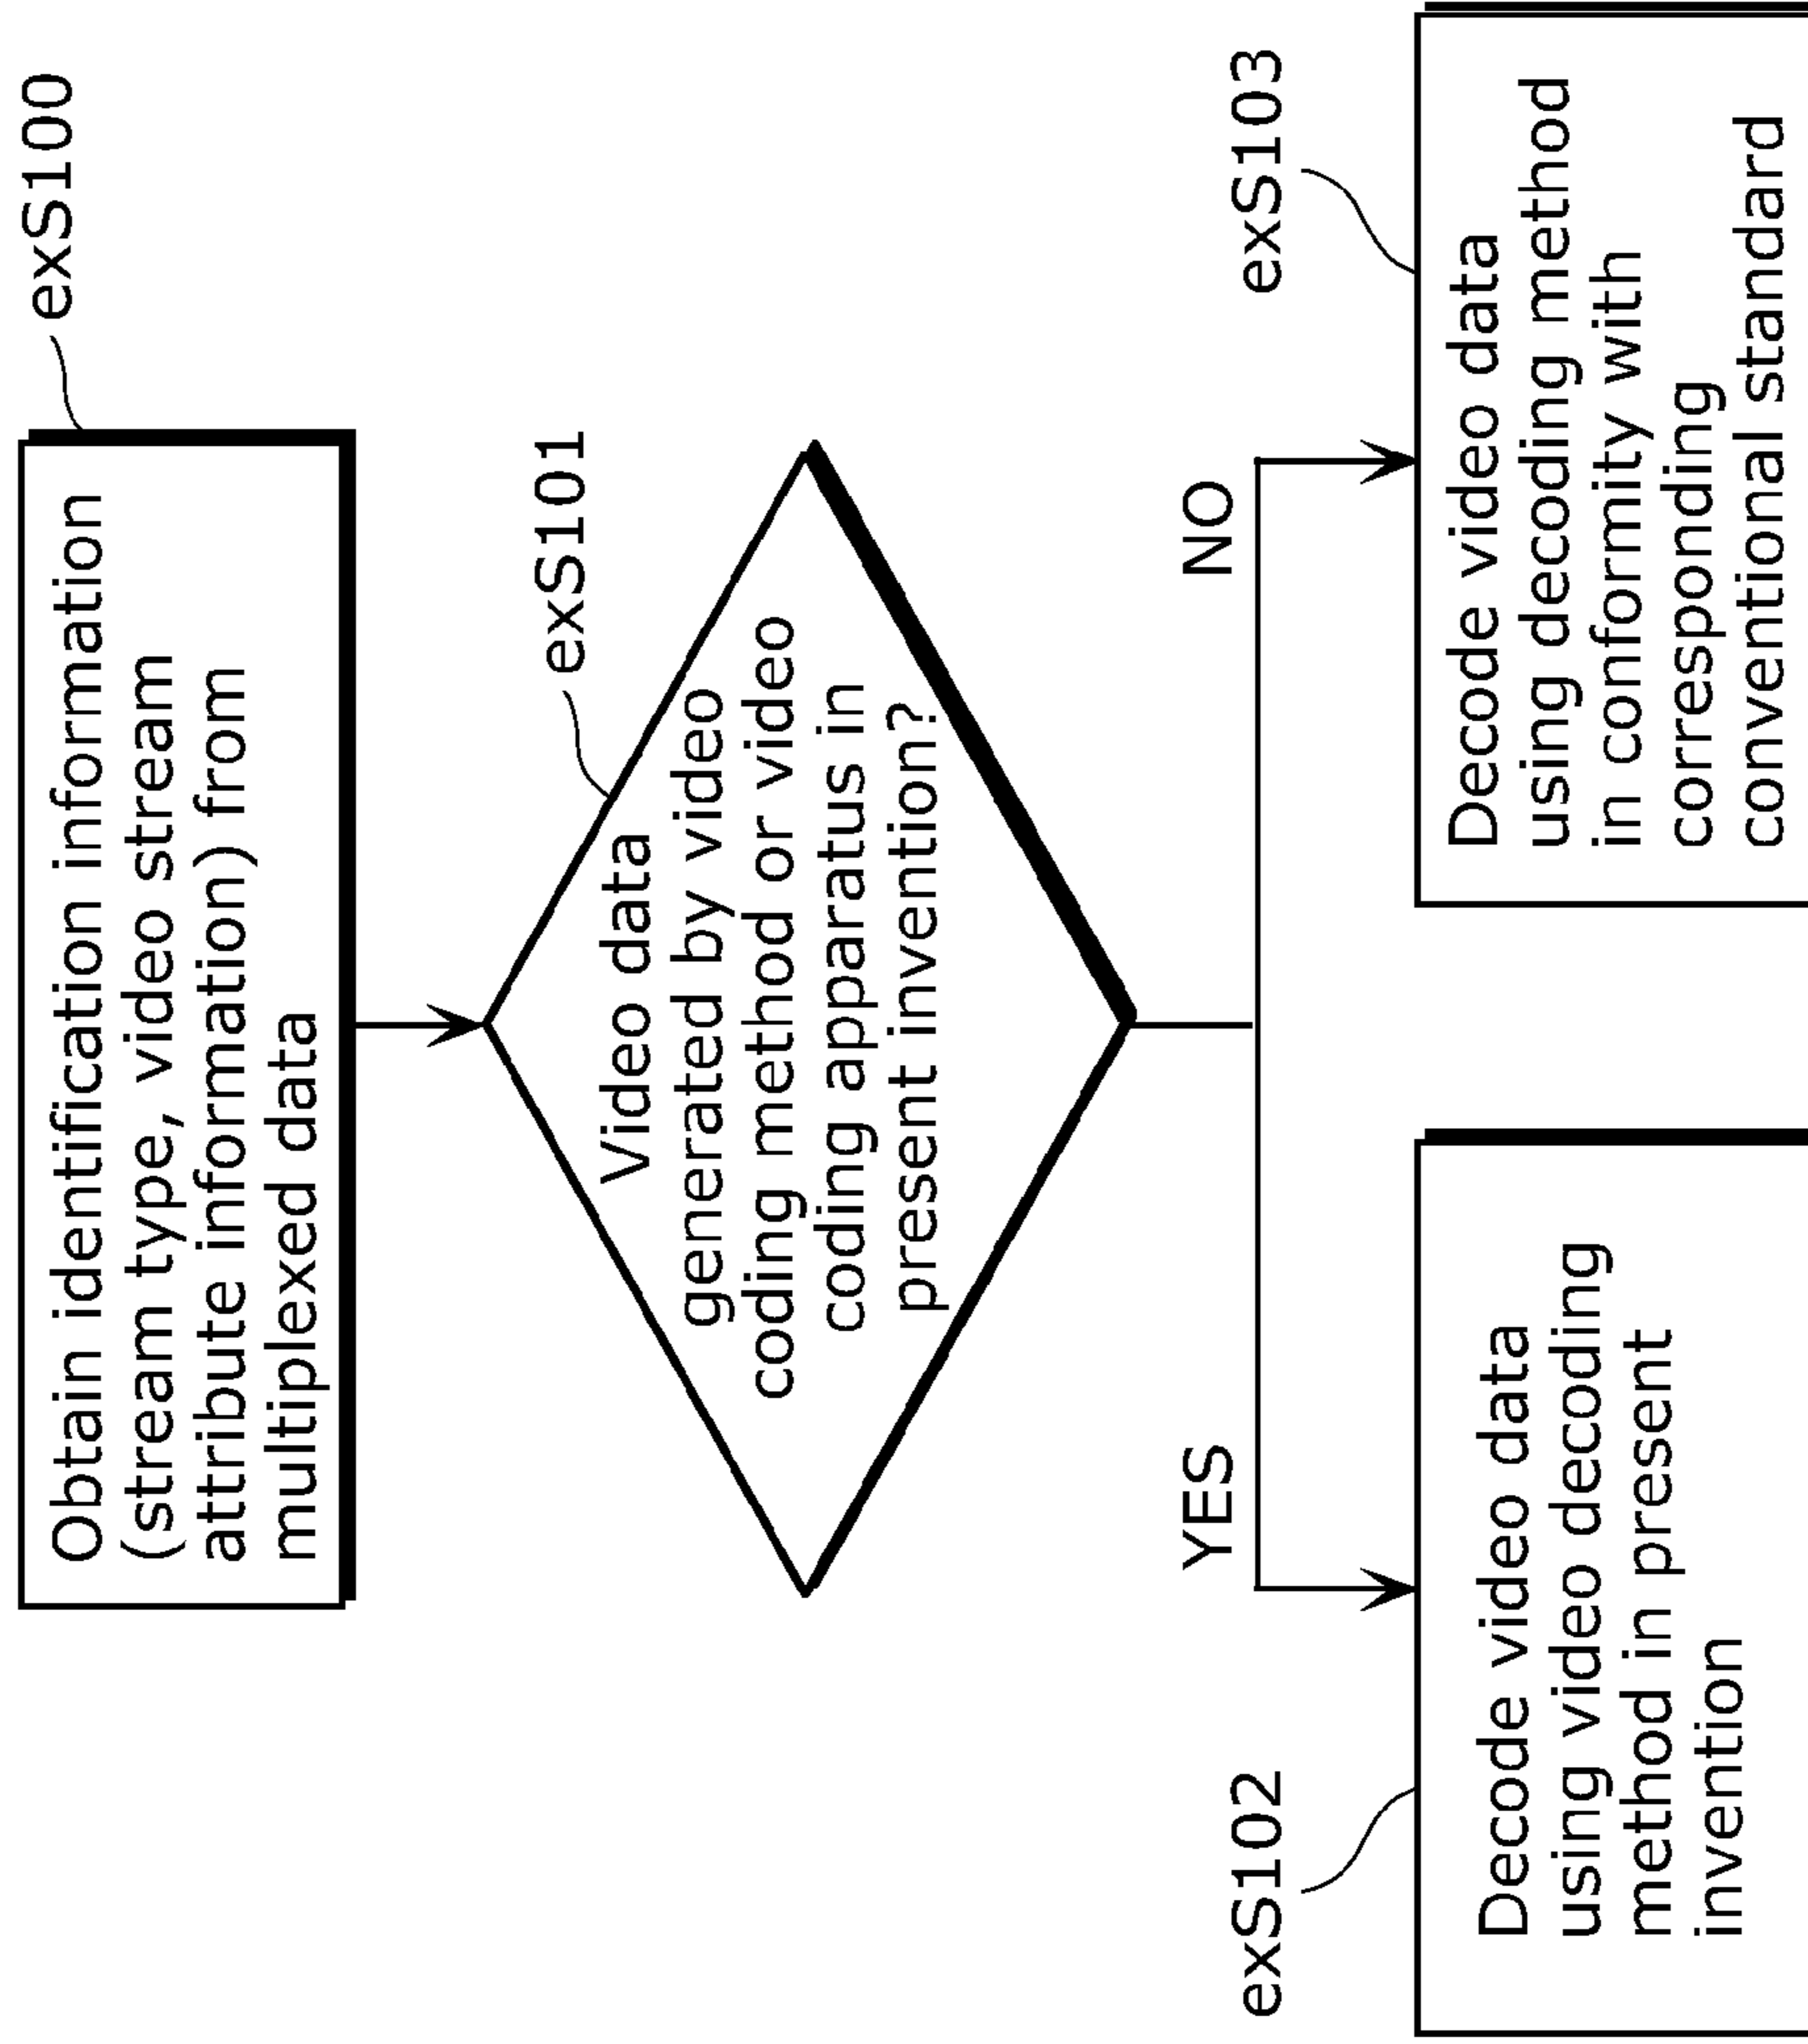 exS100
Obtain identification information
(stream type, video stream
attribute information) from
multiplexed data
exS101
Video data
generated by video
coding method or video
coding apparatus in
present invention?
YES
NO
exS102
Decode video data
using video decoding
method in present
invention
exS103
Decode video data
using decoding method
in conformity with
corresponding
conventional standard